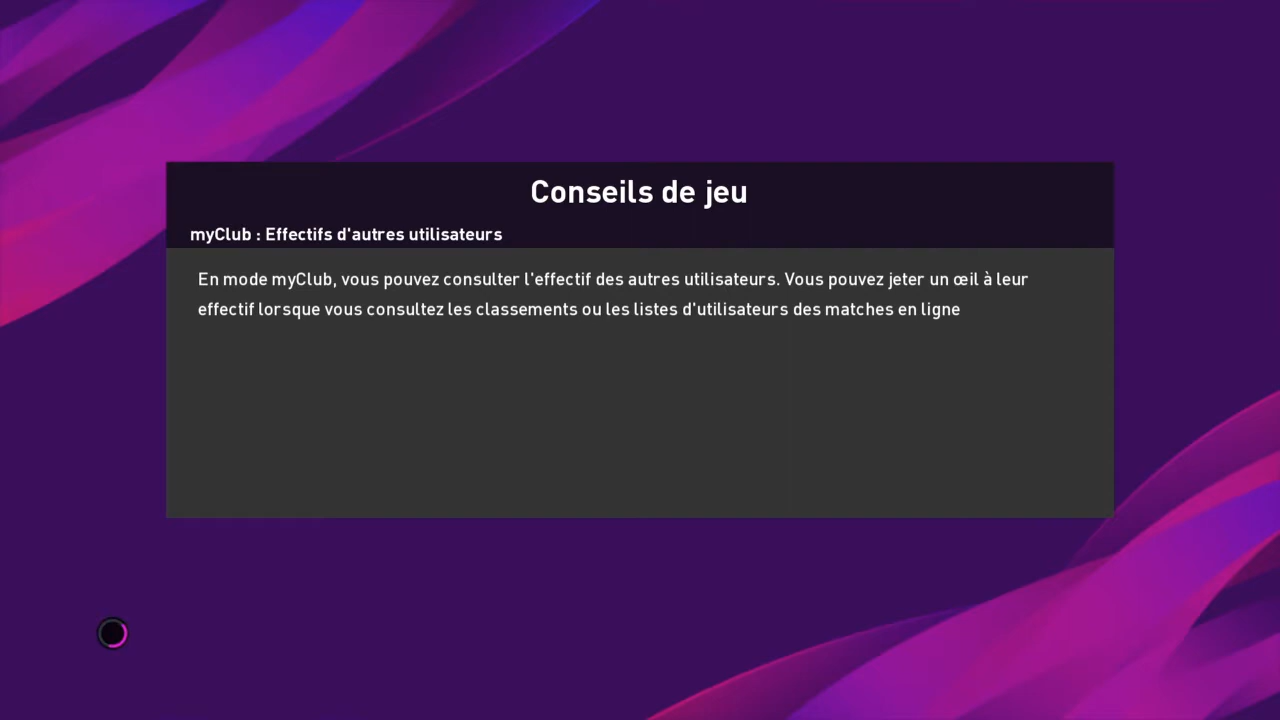 Conseils de jeu
myClub : Effectifs d'autres utilisateurs
En mode myClub, vous pouvez consulter l'effectif des autres utilisateurs. Vous pouvez jeter un œil à leur
effectif lorsque vous consultez les classements ou les listes d'utilisateurs des matches en ligne